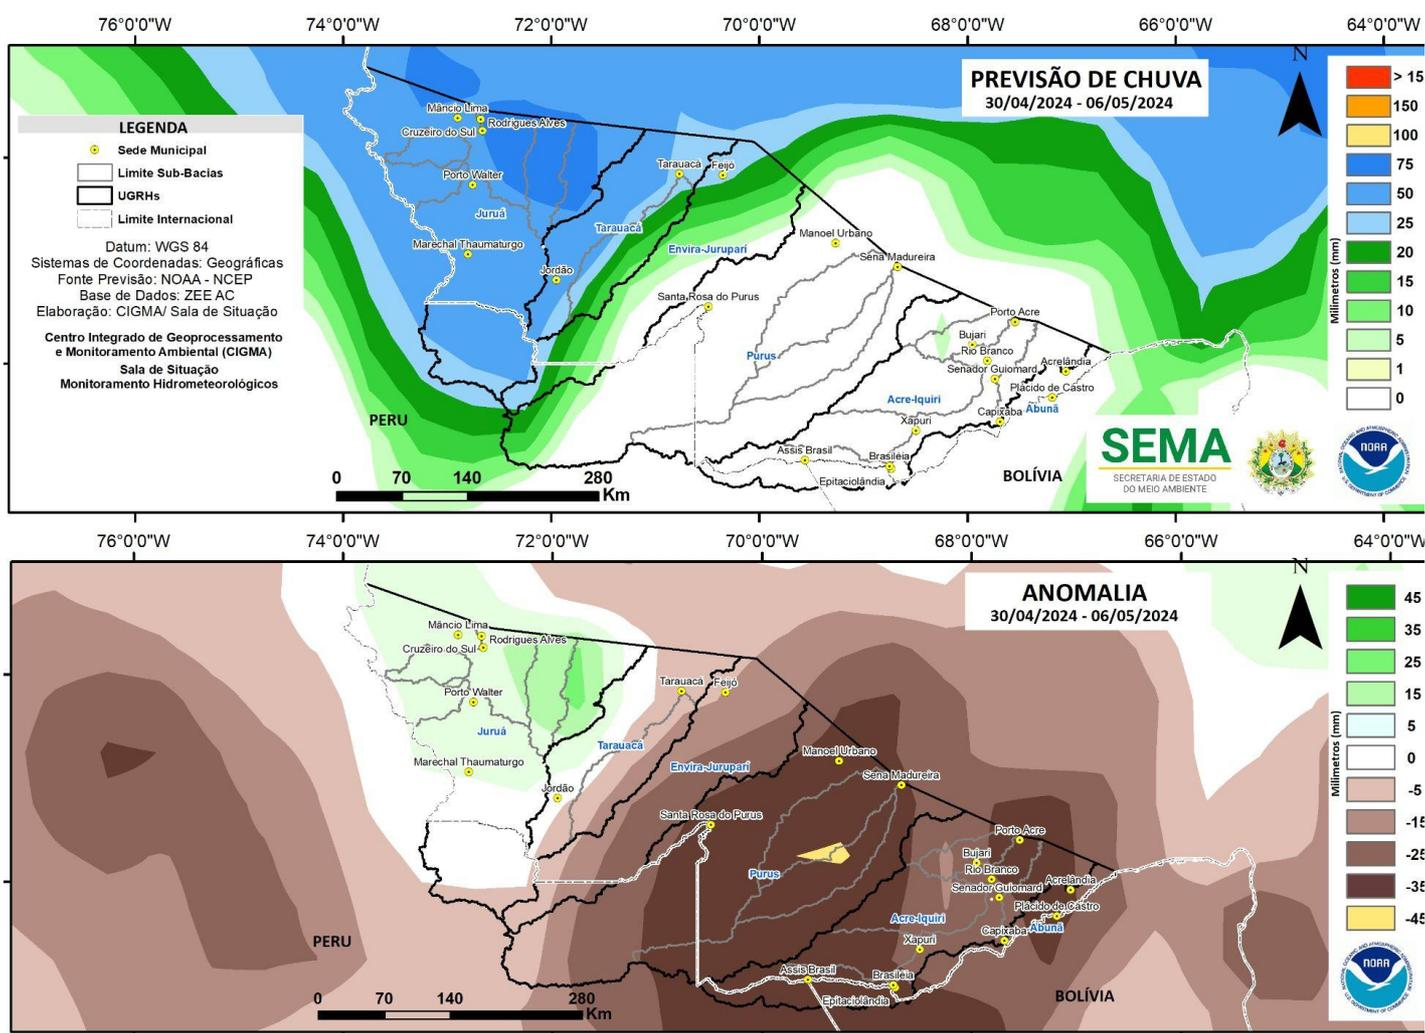 76°0'0"W
74°0'0"W
72°0'0"W
70°0'0"W
68°0'0"W
66°0'0"W
64°0'0"W
PREVISÃO DE CHUVA
30/04/2024 - 06/05/2024
N
LEGENDA
Sede Municipal
Limite Sub-Bacias
UGRHs
Limite Internacional
Datum: WGS 84
Sistemas de Coordenadas: Geográficas
Fonte Previsão: NOAA - NCEP
Base de Dados: ZEE AC
Elaboração: CIGMA/ Sala de Situação
Centro Integrado de Geoprocessamento
e Monitoramento Ambiental (CIGMA)
Sala de Situação
Monitoramento Hidrometeorológicos
Mâncio Lima
Rodrigues Alves
Cruzeiro do Sul
Porto Walter
Juruá
Marechal Thaumaturgo
Jordão
Tarauacá
Feijó
Tarauacá
Envira-Jurupari
Manoel Urbano
Sena Madureira
Santa Rosa do Purus
Purus
Porto Acre
Bujari
Rio Branco
Acrelândia
Senador Guiomard
Plácido de Castro
Acre-Iquiri
Abunã
Capixaba
Xapuri
Assis Brasil
Brasiléia
Epitaciolândia
PERU
BOLÍVIA
0 70 140 280
Km
Milimetros (mm)
> 15
150
100
75
50
25
20
15
10
5
1
0
SEMA
SECRETARIA DE ESTADO
DO MEIO AMBIENTE
NOAA
76°0'0"W
74°0'0"W
72°0'0"W
70°0'0"W
68°0'0"W
66°0'0"W
64°0'0"W
ANOMALIA
30/04/2024 - 06/05/2024
N
Mâncio Lima
Rodrigues Alves
Cruzeiro do Sul
Porto Walter
Juruá
Marechal Thaumaturgo
Jordão
Tarauacá
Feijó
Tarauacá
Envira-Jurupari
Manoel Urbano
Sena Madureira
Santa Rosa do Purus
Purus
Porto Acre
Bujari
Rio Branco
Acrelândia
Senador Guiomard
Plácido de Castro
Acre-Iquiri
Abunã
Capixaba
Xapuri
Assis Brasil
Brasiléia
Epitaciolândia
PERU
BOLÍVIA
0 70 140 280
Km
Milimetros (mm)
45
35
25
15
5
0
-5
-15
-25
-35
-45
NOAA